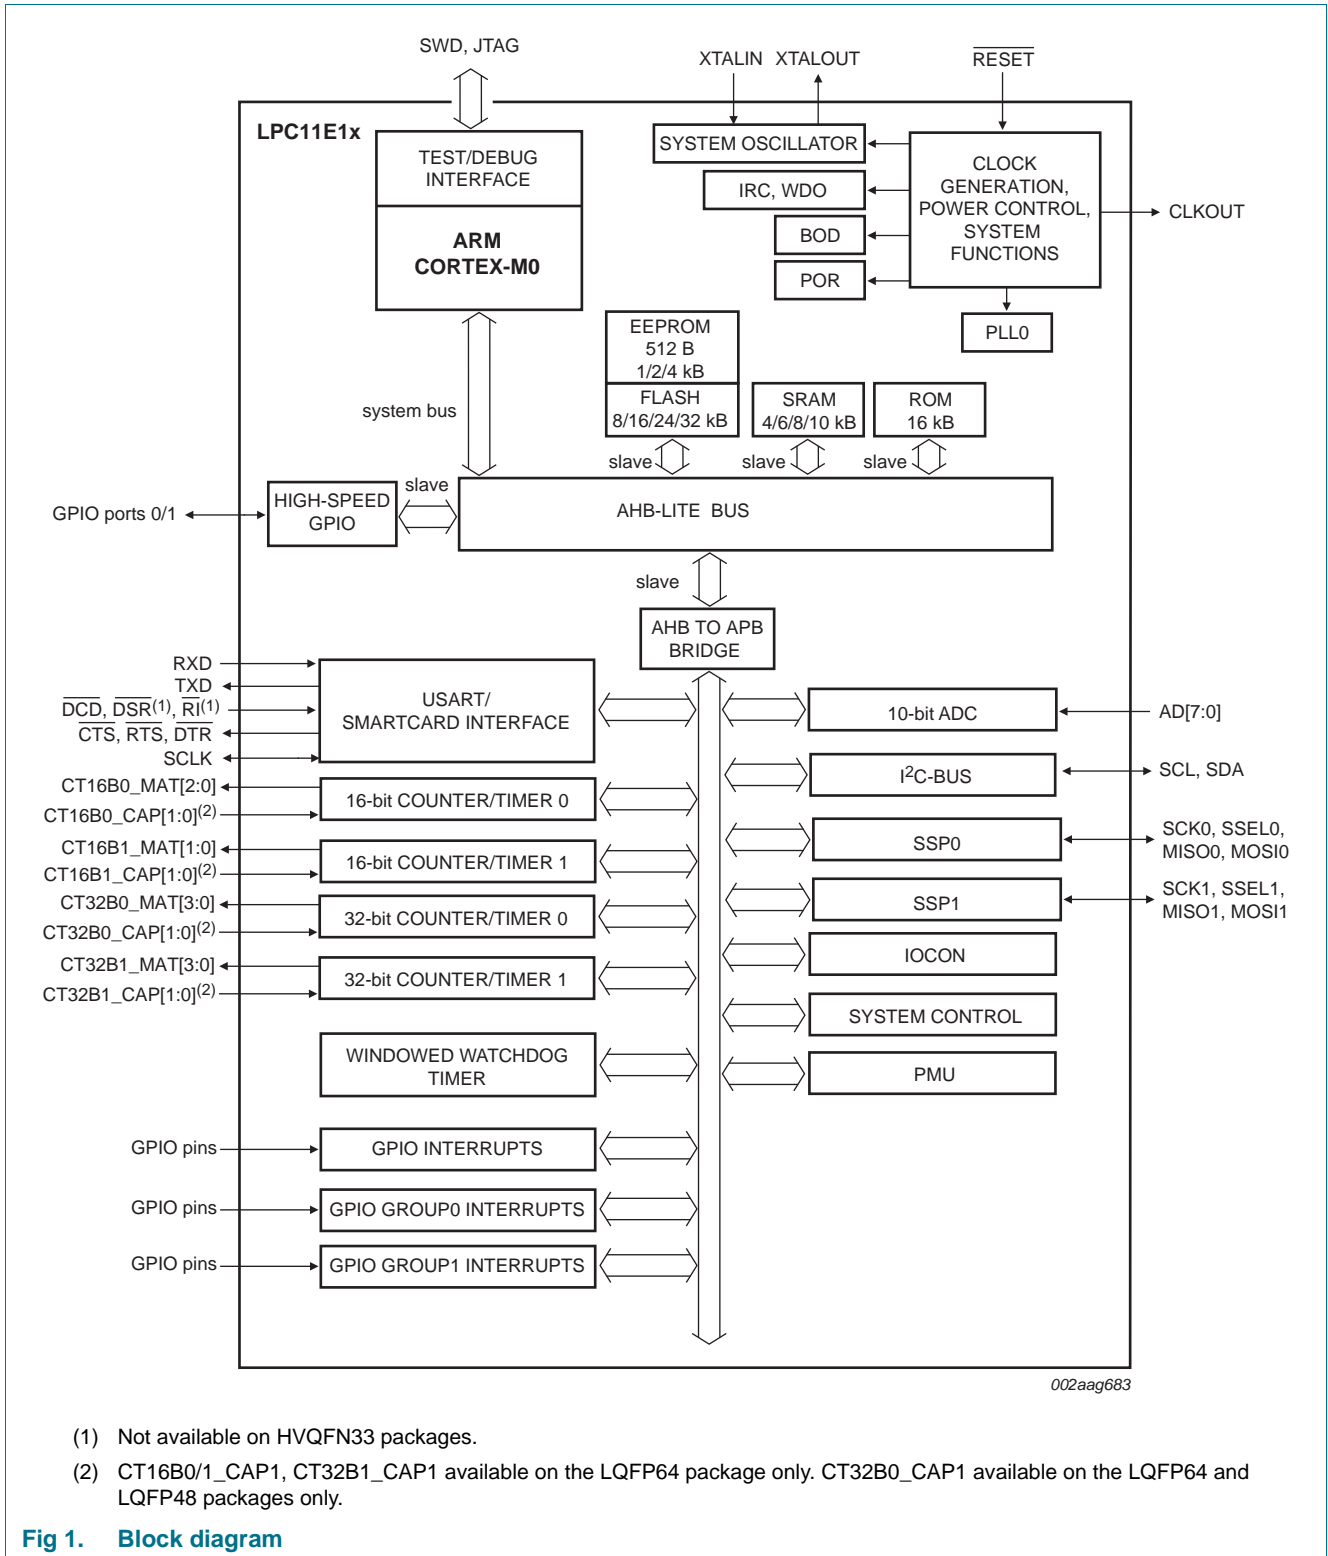 SWD, JTAG
XTALIN XTALOUT
RESET
LPC11E1x
TEST/DEBUG
INTERFACE
ARM
CORTEX-M0
SYSTEM OSCILLATOR
IRC, WDO
BOD
POR
CLOCK
GENERATION,
POWER CONTROL,
SYSTEM
FUNCTIONS
CLKOUT
PLL0
system bus
EEPROM
512 B
1/2/4 kB
FLASH
8/16/24/32 kB
SRAM
4/6/8/10 kB
ROM
16 kB
slave
slave
slave
slave
GPIO ports 0/1
HIGH-SPEED
GPIO
AHB-LITE BUS
slave
AHB TO APB
BRIDGE
RXD
TXD
DCD, DSR(1), RI(1)
CTS, RTS, DTR
SCLK
USART/
SMARTCARD INTERFACE
CT16B0_MAT[2:0]
CT16B0_CAP[1:0](2)
16-bit COUNTER/TIMER 0
CT16B1_MAT[1:0]
CT16B1_CAP[1:0](2)
16-bit COUNTER/TIMER 1
CT32B0_MAT[3:0]
CT32B0_CAP[1:0](2)
32-bit COUNTER/TIMER 0
CT32B1_MAT[3:0]
CT32B1_CAP[1:0](2)
32-bit COUNTER/TIMER 1
WINDOWED WATCHDOG
TIMER
GPIO pins
GPIO INTERRUPTS
GPIO pins
GPIO GROUP0 INTERRUPTS
GPIO pins
GPIO GROUP1 INTERRUPTS
10-bit ADC
AD[7:0]
I2C-BUS
SCL, SDA
SSP0
SCK0, SSEL0,
MISO0, MOSI0
SSP1
SCK1, SSEL1,
MISO1, MOSI1
IOCON
SYSTEM CONTROL
PMU
002aag683
(1) Not available on HVQFN33 packages.
(2) CT16B0/1_CAP1, CT32B1_CAP1 available on the LQFP64 package only. CT32B0_CAP1 available on the LQFP64 and
LQFP48 packages only.
Fig 1. Block diagram